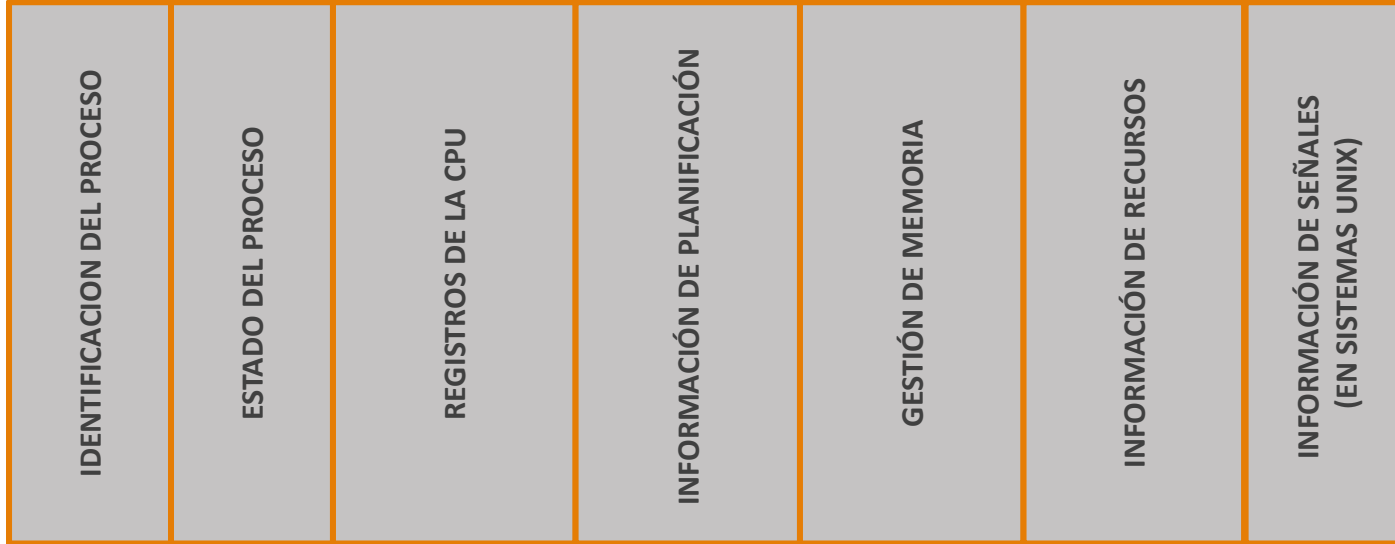 IDENTIFICACION DEL PROCESO
ESTADO DEL PROCESO
REGISTROS DE LA CPU
INFORMACIÓN DE PLANIFICACIÓN
GESTIÓN DE MEMORIA
INFORMACIÓN DE RECURSOS
INFORMACIÓN DE SEÑALES
(EN SISTEMAS UNIX)